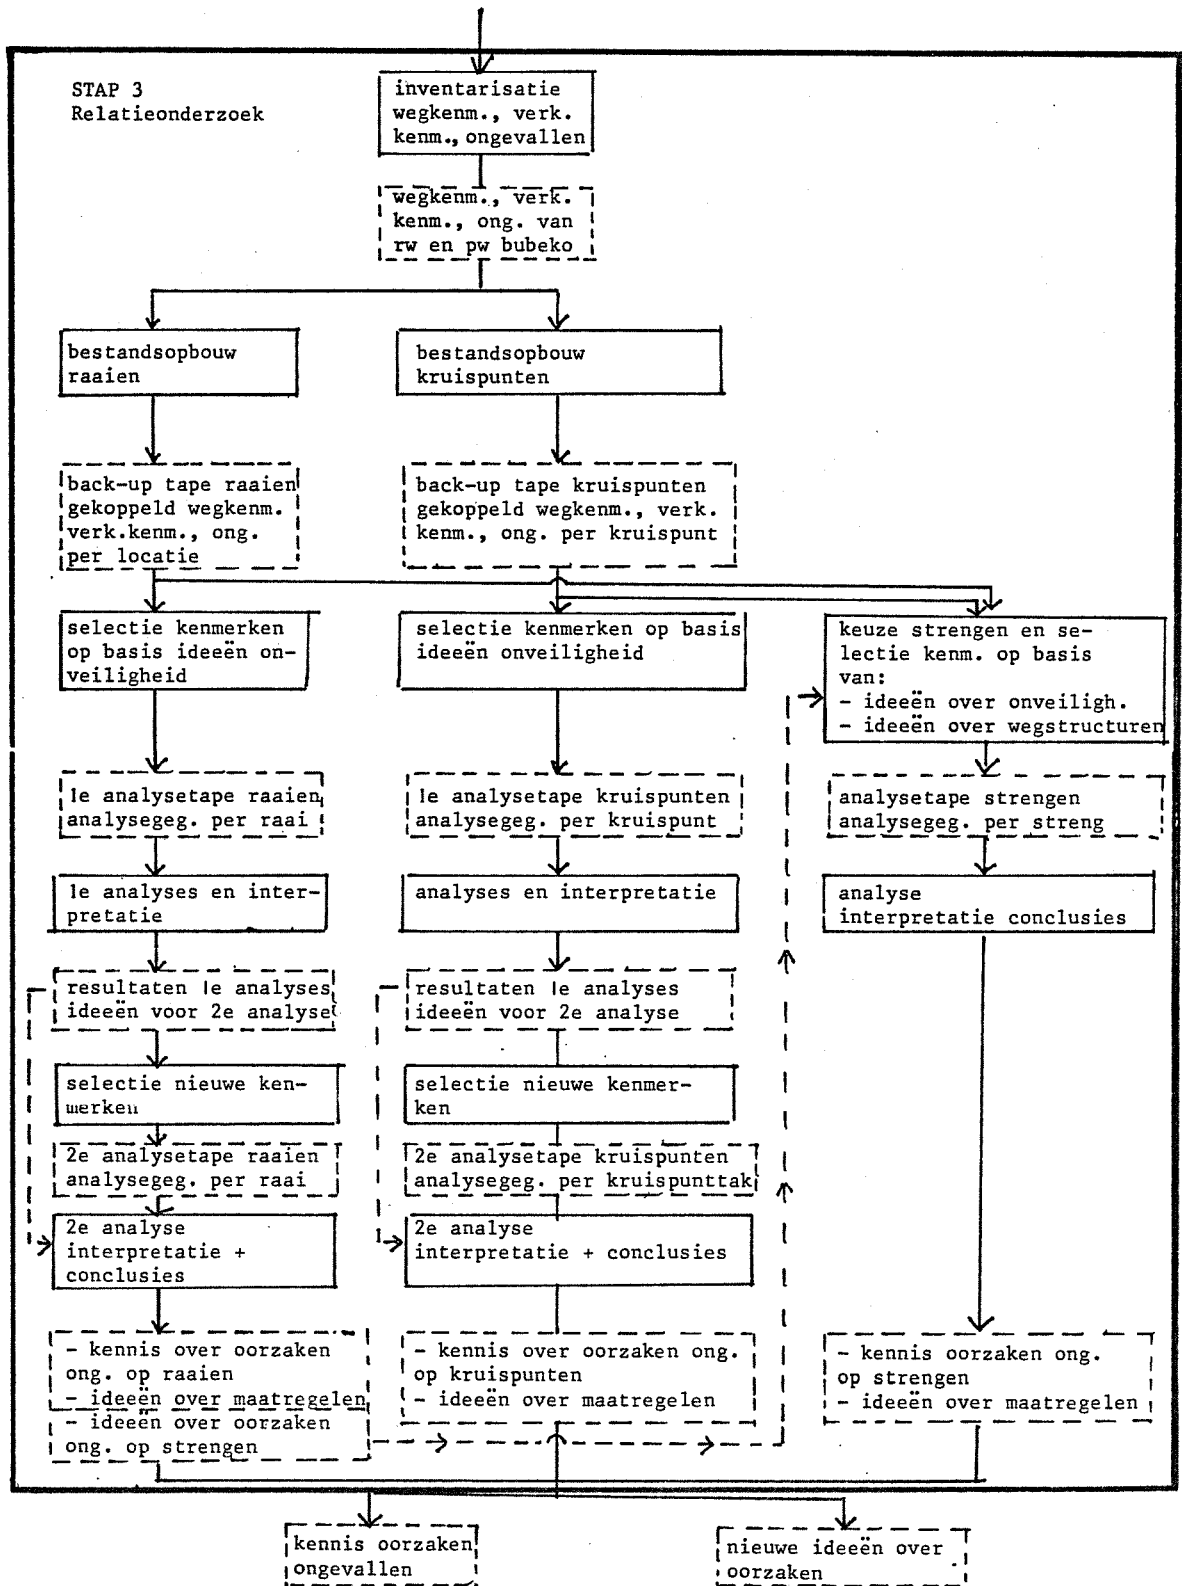 STAP 3
Relatieonderzoek
inventarisatie
wegkenm., verk.
kenm., ongevallen
wegkenm., verk.
kenm., ong. van
rw en pw bubeko
bestandsopbouw
raaien
bestandsopbouw
kruispunten
back-up tape raaien
gekoppeld wegkenm.
verk.kenm., ong.
per locatie
back-up tape kruispunten
gekoppeld wegkenm., verk.
kenm., ong. per kruispunt
selectie kenmerken
op basis ideeën on-
veiligheid
selectie kenmerken op basis
ideeën onveiligheid
keuze strengen en se-
lectie kenm. op basis
van:
- ideeën over onveiligh.
- ideeën over wegstructuren
1e analysetape raaien
analysegeg. per raai
1e analysetape kruispunten
analysegeg. per kruispunt
analysetape strengen
analysegeg. per streng
1e analyses en inter-
pretatie
analyses en interpretatie
analyse
interpretatie conclusies
resultaten 1e analyses
ideeën voor 2e analyse
resultaten 1e analyses
ideeën voor 2e analyse
selectie nieuwe ken-
merken
selectie nieuwe kenmer-
ken
2e analysetape raaien
analysegeg. per raai
2e analysetape kruispunten
analysegeg. per kruispunttak
2e analyse
interpretatie +
conclusies
2e analyse
interpretatie + conclusies
- kennis over oorzaken
ong. op raaien
- ideeën over maatregelen
- ideeën over oorzaken
ong. op strengen
- kennis over oorzaken ong.
op kruispunten
- ideeën over maatregelen
- kennis oorzaken ong.
op strengen
- ideeën over maatregelen
kennis oorzaken
ongevallen
nieuwe ideeën over
oorzaken